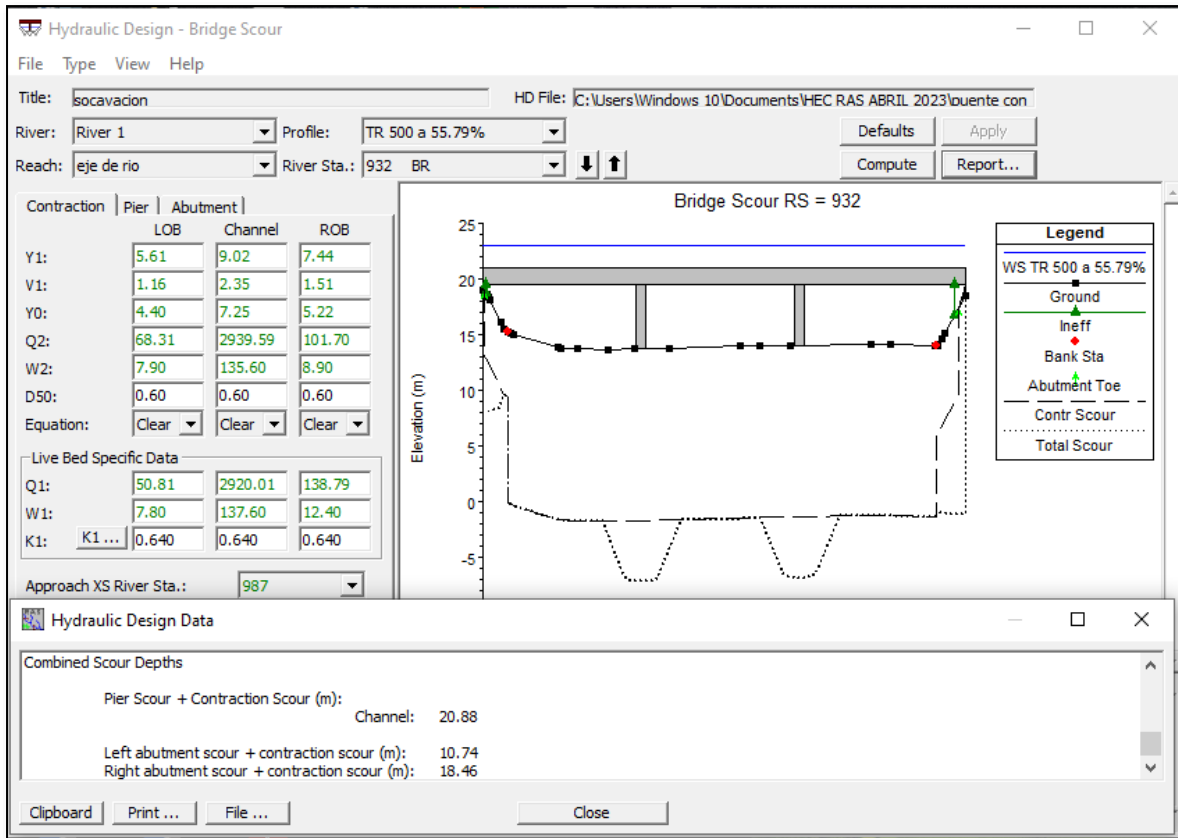 Hydraulic Design - Bridge Scour
File Type View Help
Title: socavacion HD File: C:\Users\Windows 10\Documents\HEC RAS ABRIL 2023\puente con
River: River 1 Profile: TR 500 a 55.79% Defaults Apply
Reach: eje de rio River Sta.: 932 BR Compute Report...
Contraction Pier Abutment
LOB Channel ROB
Y1: 5.61 9.02 7.44
V1: 1.16 2.35 1.51
Y0: 4.40 7.25 5.22
Q2: 68.31 2939.59 101.70
W2: 7.90 135.60 8.90
D50: 0.60 0.60 0.60
Equation: Clear Clear Clear
Live Bed Specific Data
Q1: 50.81 2920.01 138.79
W1: 7.80 137.60 12.40
K1: K1 ... 0.640 0.640 0.640
Approach XS River Sta.: 987
Bridge Scour RS = 932
Elevation (m)
25
20
15
10
5
0
-5
Legend
WS TR 500 a 55.79%
Ground
Ineff
Bank Sta
Abutment Toe
Contr Scour
Total Scour
Hydraulic Design Data
Combined Scour Depths
Pier Scour + Contraction Scour (m):
Channel: 20.88
Left abutment scour + contraction scour (m): 10.74
Right abutment scour + contraction scour (m): 18.46
Clipboard Print ... File ... Close